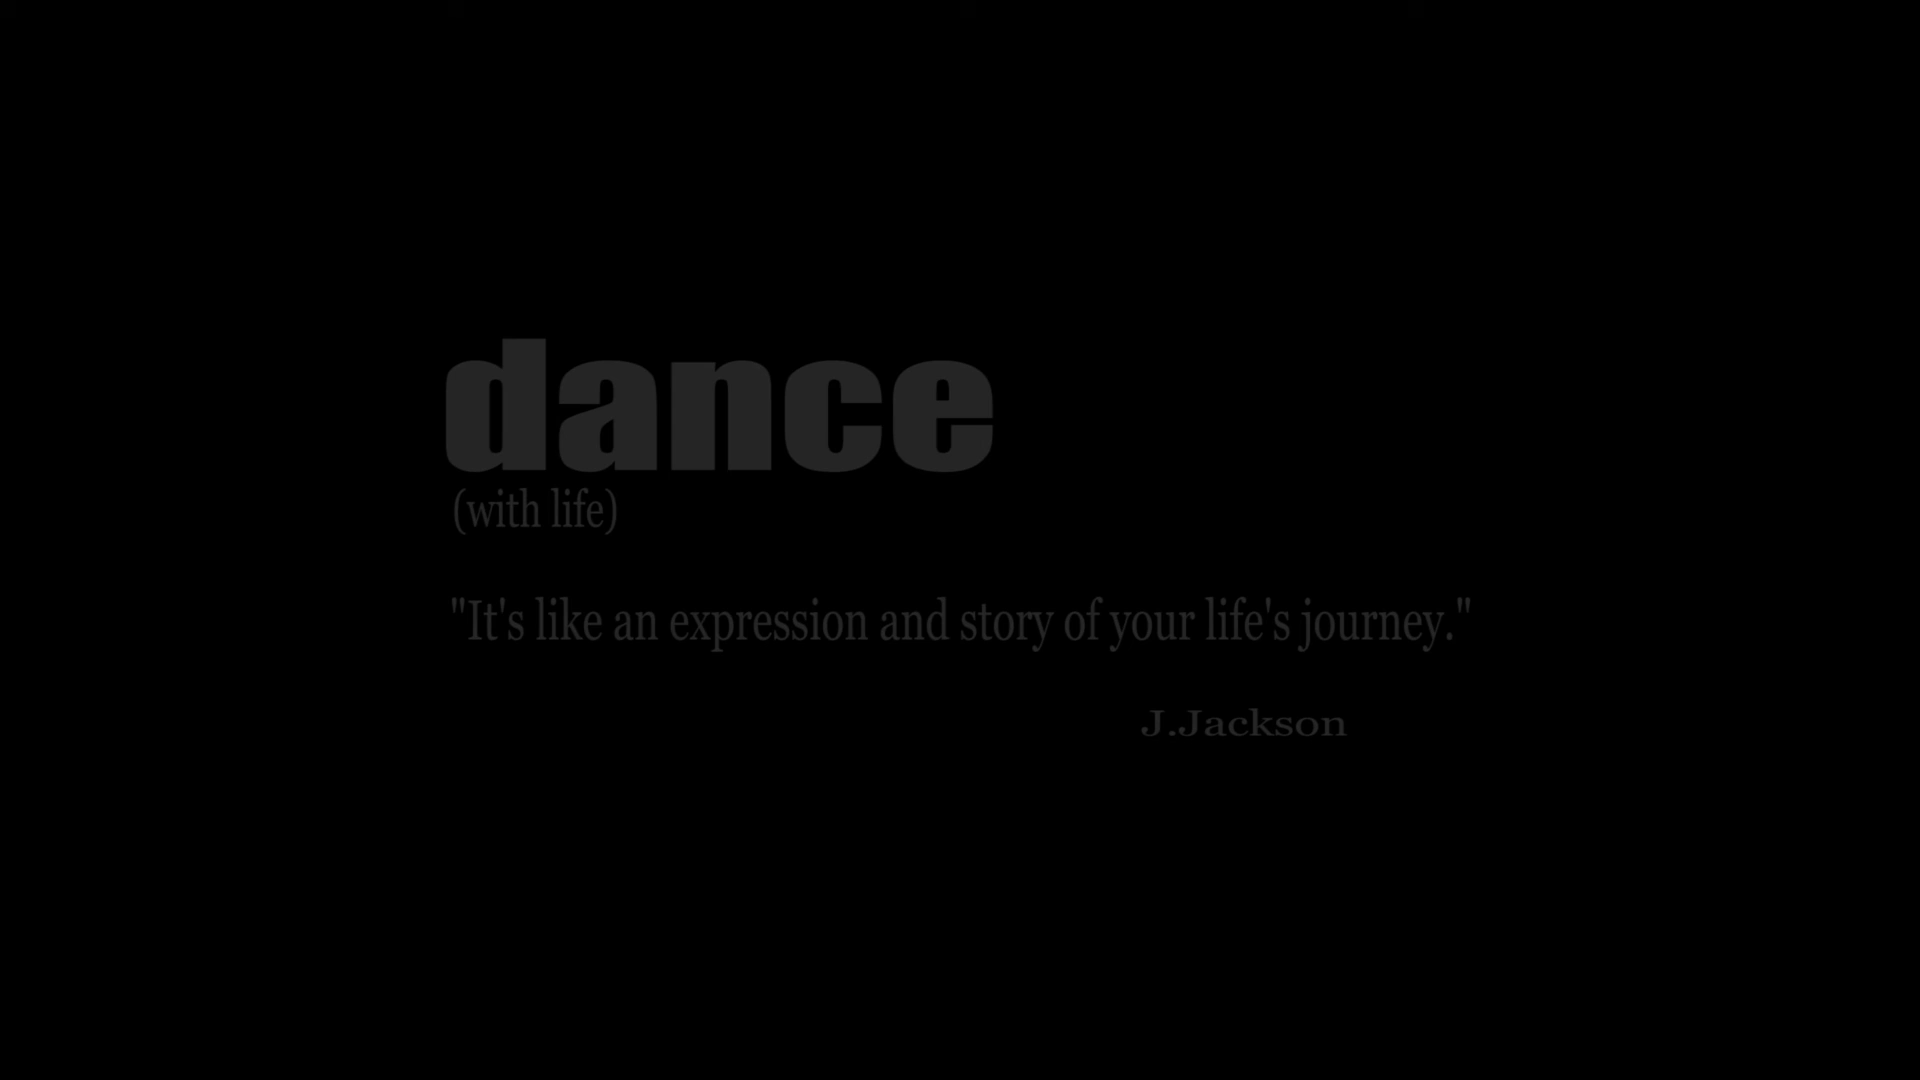 dance
(with life)
"It's like an expression and story of your life's journey."
J.Jackson